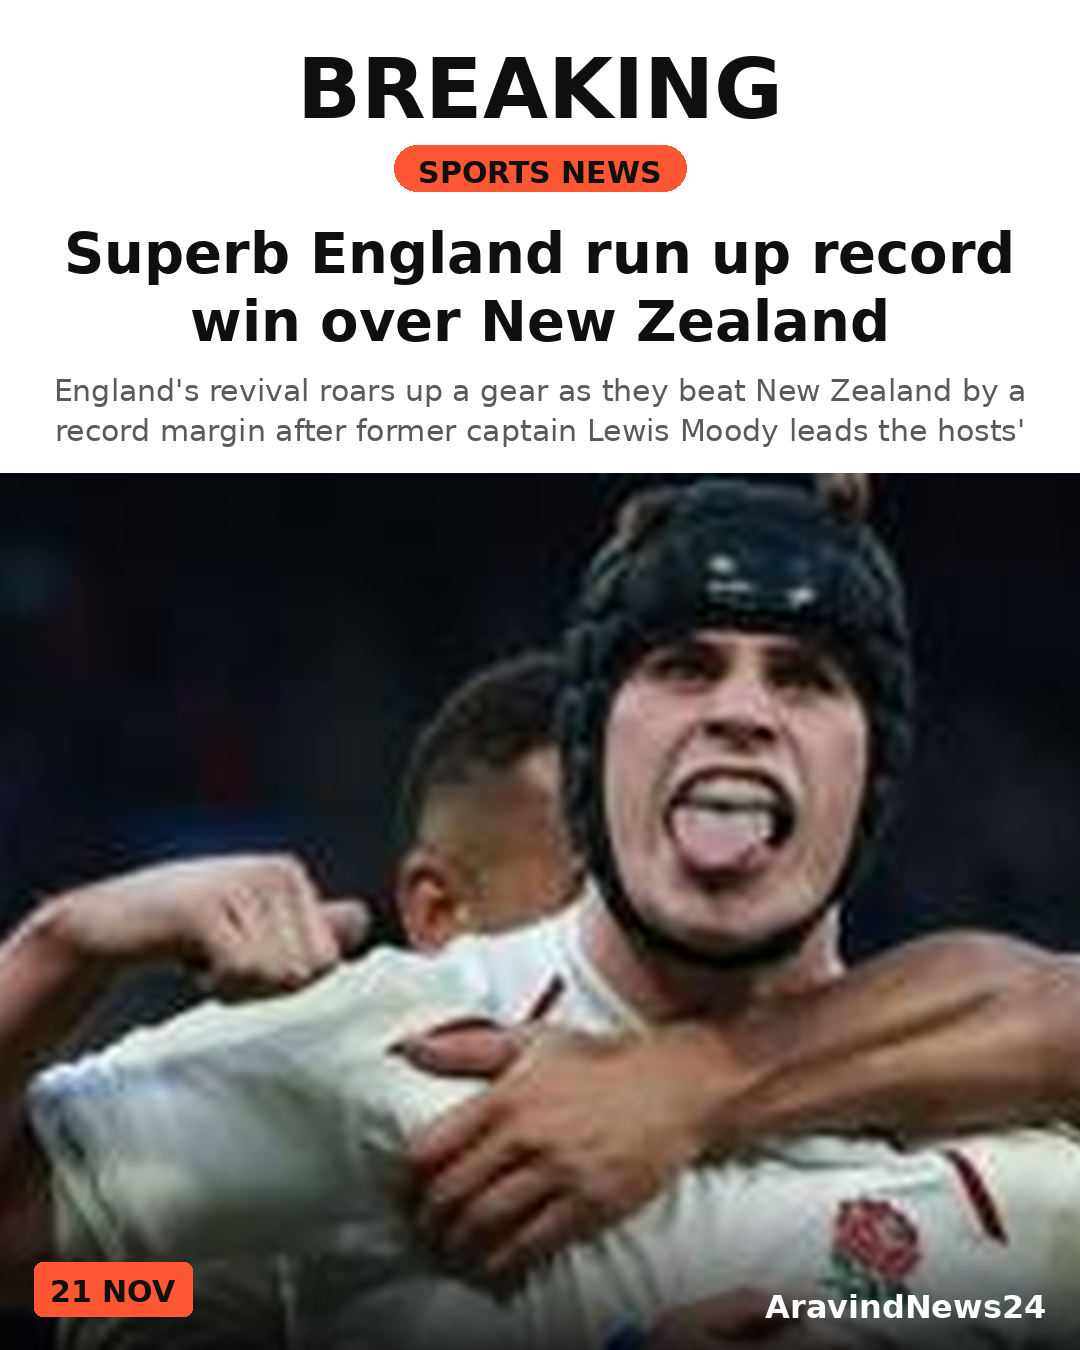 BREAKING
SPORTS NEWS
Superb England run up record
win over New Zealand
England's revival roars up a gear as they beat New Zealand by a
record margin after former captain Lewis Moody leads the hosts'
21 NOV
AravindNews24